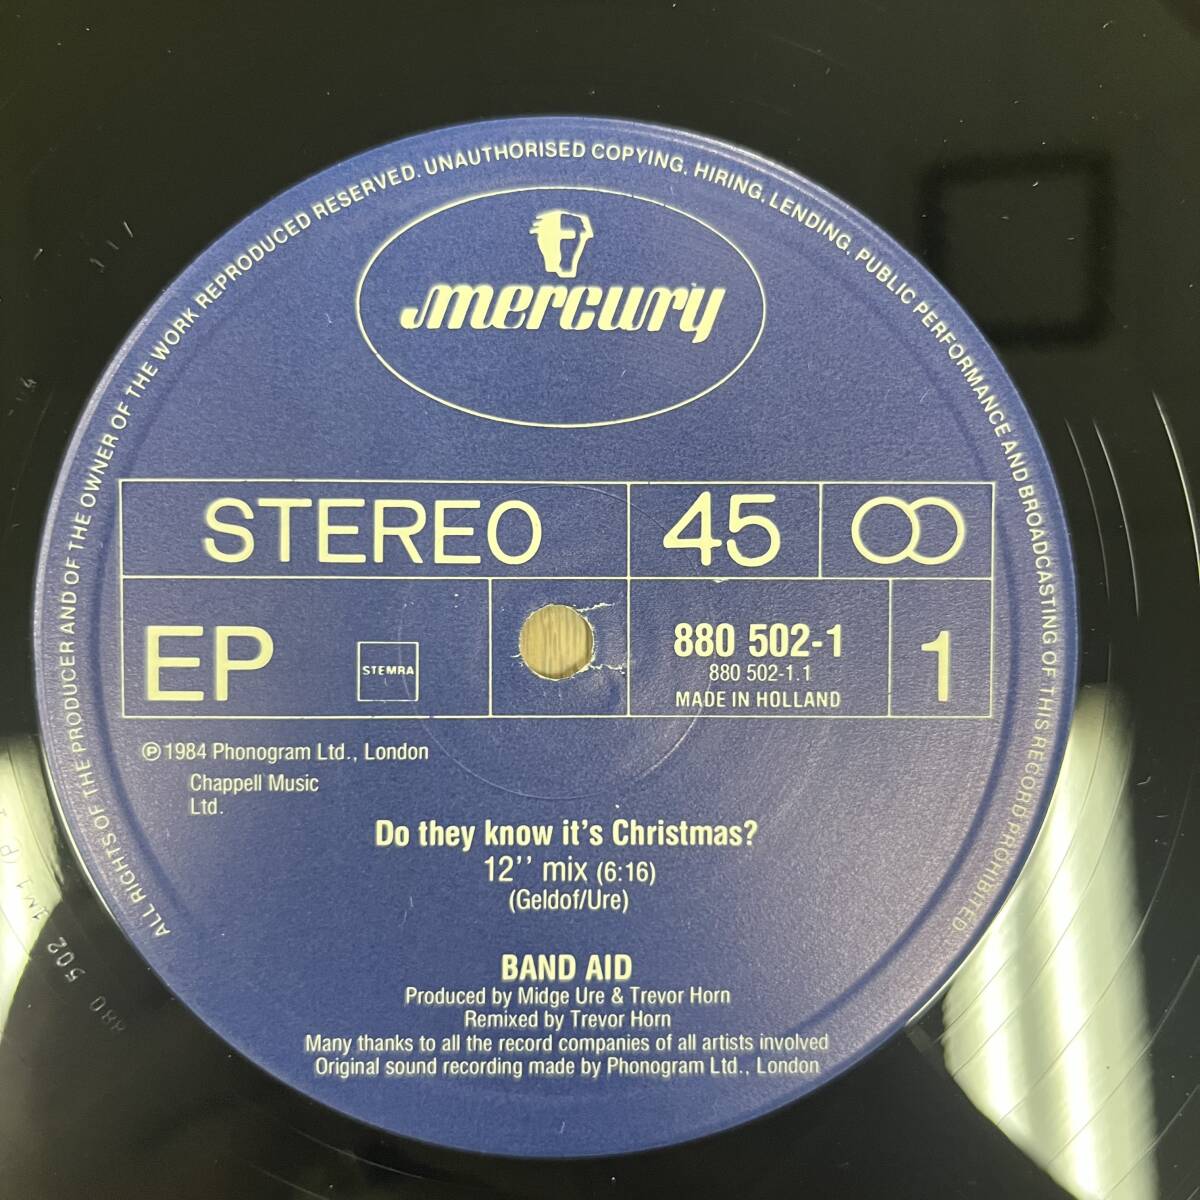 ALL RIGHTS OF THE PRODUCER AND OF THE OWNER OF THE WORK REPRODUCED RESERVED. UNAUTHORISED COPYING, HIRING, LENDING, PUBLIC PERFORMANCE AND BROADCASTING OF THIS RECORD PROHIBITED
mercury
STEREO 45
EP STEMRA 880 502-1 1
880 502-1.1
MADE IN HOLLAND
℗ 1984 Phonogram Ltd., London
Chappell Music
Ltd.
Do they know it's Christmas?
12'' mix (6:16)
(Geldof/Ure)
BAND AID
Produced by Midge Ure & Trevor Horn
Remixed by Trevor Horn
Many thanks to all the record companies of all artists involved
Original sound recording made by Phonogram Ltd., London
880 502 1M1